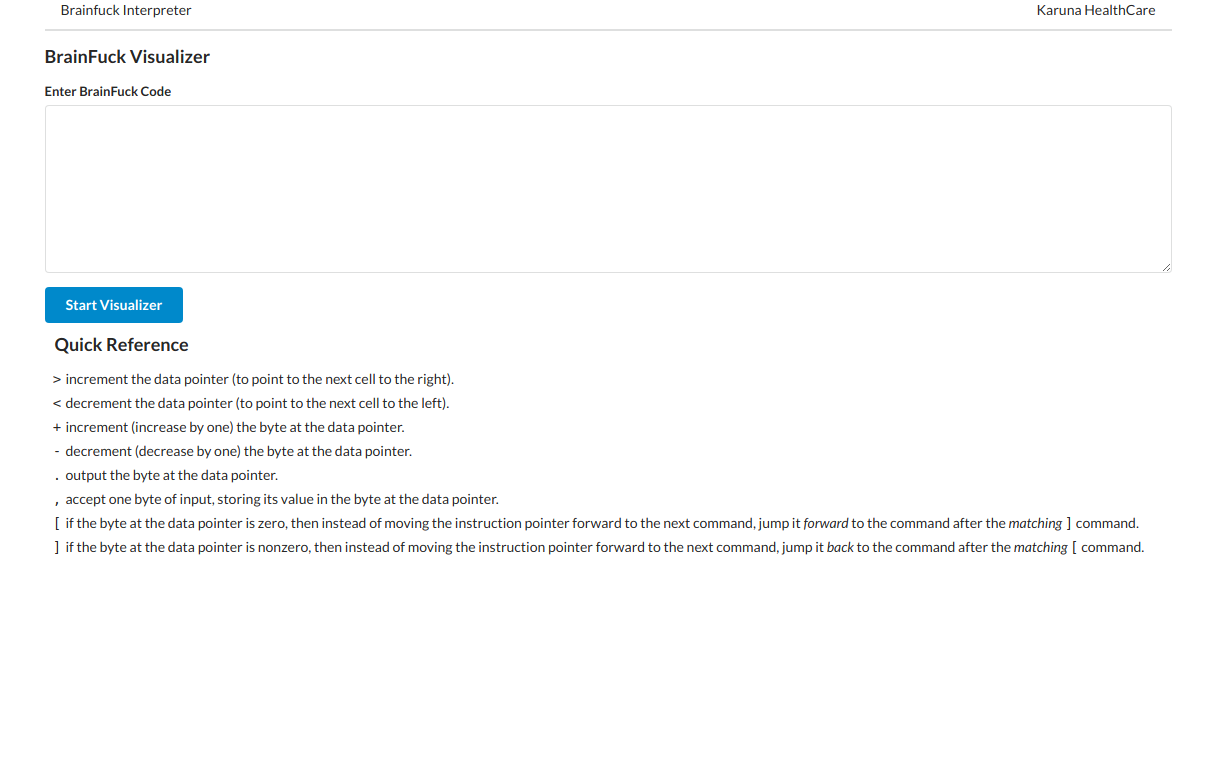 Brainfuck Interpreter
Karuna HealthCare
BrainFuck Visualizer
Enter BrainFuck Code
Start Visualizer
Quick Reference
> increment the data pointer (to point to the next cell to the right).
< decrement the data pointer (to point to the next cell to the left).
+ increment (increase by one) the byte at the data pointer.
- decrement (decrease by one) the byte at the data pointer.
. output the byte at the data pointer.
, accept one byte of input, storing its value in the byte at the data pointer.
[ if the byte at the data pointer is zero, then instead of moving the instruction pointer forward to the next command, jump it forward to the command after the matching ] command.
] if the byte at the data pointer is nonzero, then instead of moving the instruction pointer forward to the next command, jump it back to the command after the matching [ command.